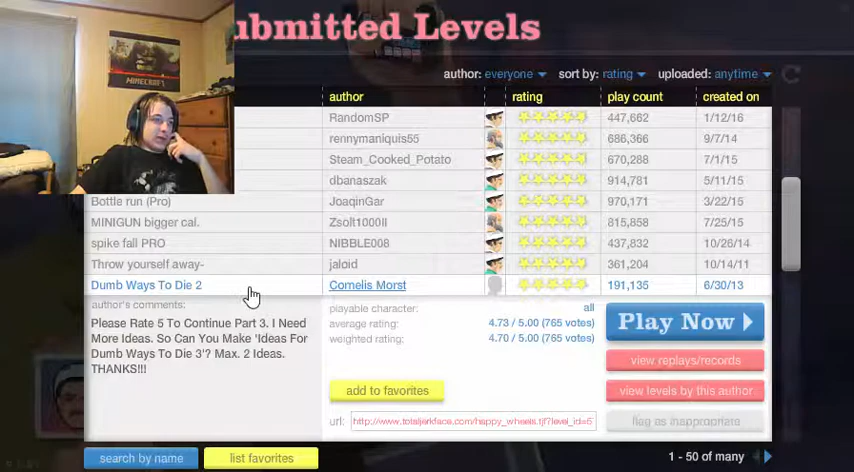 ubmitted Levels
MINECRAFT
author: everyone sort by: rating uploaded: anytime
author rating play count created on
RandomSP 447,662 1/12/16
rennymaniquis55 686,366 9/7/14
Steam_Cooked_Potato 670,288 7/1/15
dbanaszak 914,781 5/11/15
Bottle run (Pro) JoaqinGar 970,171 3/22/15
MINIGUN bigger cal. Zsolt1000II 815,858 7/25/15
spike fall PRO NIBBLE008 437,832 10/26/14
Throw yourself away- jaloid 361,204 10/14/11
Dumb Ways To Die 2 Cornelis Morst 191,135 6/30/13
author's comments:
Please Rate 5 To Continue Part 3. I Need
More Ideas. So Can You Make 'Ideas For
Dumb Ways To Die 3'? Max. 2 Ideas.
THANKS!!!
playable character: all
average rating: 4.73 / 5.00 (765 votes)
weighted rating: 4.70 / 5.00 (765 votes)
add to favorites
url: http://www.totaljerkface.com/happy_wheels.tjf?level_id=5
Play Now
view replays/records
view levels by this author
flag as inappropriate
search by name list favorites 1 - 50 of many